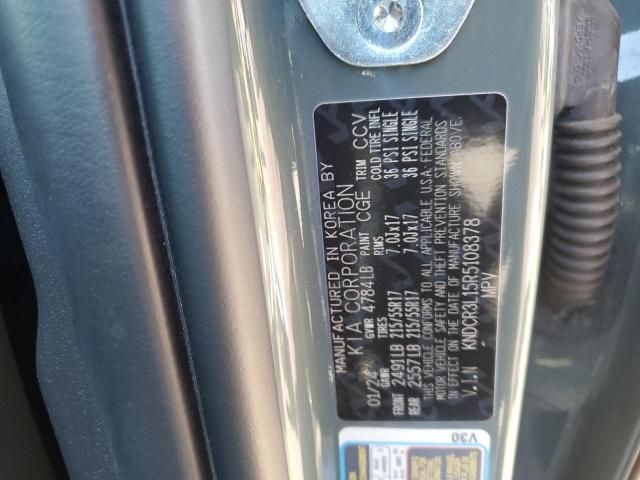 MANUFACTURED IN KOREA BY
KIA CORPORATION
01/24 GVWR 4784LB PAINT CGE TRIM CCV
GAWR TIRES RIMS COLD TIRE INFL
FRONT 2491LB 215/55R17 7.0Jx17 36 PSI SINGLE
REAR 2557LB 215/55R17 7.0Jx17 36 PSI SINGLE
THIS VEHICLE CONFORMS TO ALL APPLICABLE U.S.A. FEDERAL
MOTOR VEHICLE SAFETY AND THEFT PREVENTION STANDARDS
IN EFFECT ON THE DATE OF MANUFACTURE SHOWN ABOVE.
V.I.N KNDCR3L15R5108378
MPV
V30